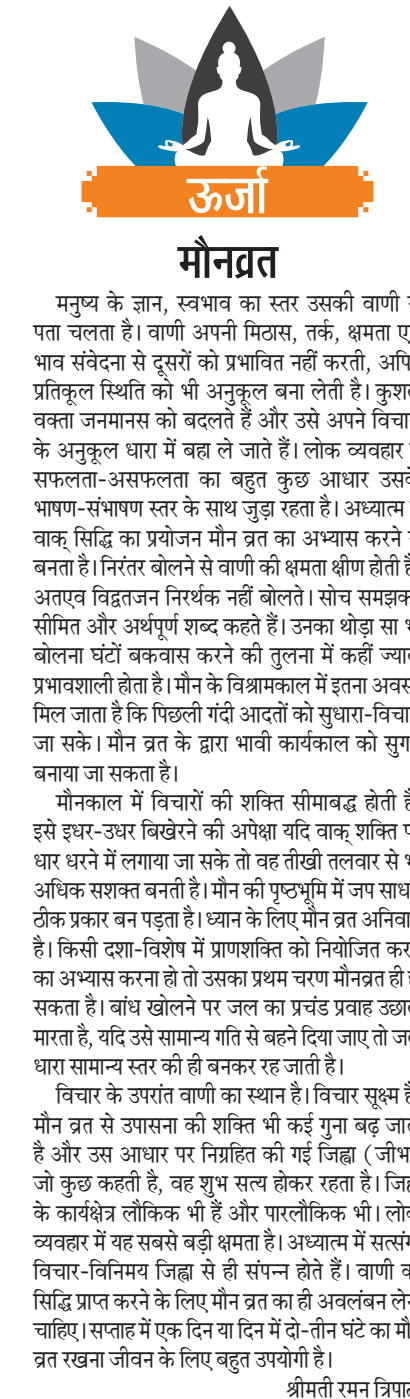 ऊर्जा
मौनव्रत
मनुष्य के ज्ञान, स्वभाव का स्तर उसकी वाणी
पता चलता है। वाणी अपनी मिठास, तर्क, क्षमता
भाव संवेदना से दूसरों को प्रभावित नहीं करती,
प्रतिकूल स्थिति को भी अनुकूल बना लेती है।
वक्ता जनमानस को बदलते हैं और उसे अपने
के अनुकूल धारा में बहा ले जाते हैं। लोक व्यवहार
सफलता-असफलता का बहुत कुछ आधार
भाषण-संभाषण स्तर के साथ जुड़ा रहता है। अध्यात्म
वाक् सिद्धि का प्रयोजन मौन व्रत का अभ्यास करने
बनता है। निरंतर बोलने से वाणी की क्षमता क्षीण होती
अतएव विद्वतजन निरर्थक नहीं बोलते। सोच
सीमित और अर्थपूर्ण शब्द कहते हैं। उनका थोड़ा सा
बोलना घंटों बकवास करने की तुलना में कहीं
प्रभावशाली होता है। मौन के विश्रामकाल में इतना
मिल जाता है कि पिछली गंदी आदतों को
जा सके। मौन व्रत के द्वारा भावी कार्यकाल को
बनाया जा सकता है।
मौनकाल में विचारों की शक्ति सीमाबद्ध होती
इसे इधर-उधर बिखेरने की अपेक्षा यदि वाक् शक्ति
धार धरने में लगाया जा सके तो वह तीखी तलवार से
अधिक सशक्त बनती है। मौन की पृष्ठभूमि में जप
ठीक प्रकार बन पड़ता है। ध्यान के लिए मौन व्रत
है। किसी दशा-विशेष में प्राणशक्ति को नियोजित
का अभ्यास करना हो तो उसका प्रथम चरण मौनव्रत ही
सकता है। बांध खोलने पर जल का प्रचंड प्रवाह
मारता है, यदि उसे सामान्य गति से बहने दिया जाए तो
धारा सामान्य स्तर की ही बनकर रह जाती है।
विचार के उपरांत वाणी का स्थान है। विचार सूक्ष्म
मौन व्रत से उपासना की शक्ति भी कई गुना बढ़
है और उस आधार पर निग्रहित की गई जिह्वा (जीभ
जो कुछ कहती है, वह शुभ सत्य होकर रहता है।
के कार्यक्षेत्र लौकिक भी हैं और पारलौकिक भी।
व्यवहार में यह सबसे बड़ी क्षमता है। अध्यात्म में
विचार-विनिमय जिह्वा से ही संपन्न होते हैं। वाणी
सिद्धि प्राप्त करने के लिए मौन व्रत का ही अवलंबन
चाहिए। सप्ताह में एक दिन या दिन में दो-तीन घंटे का
व्रत रखना जीवन के लिए बहुत उपयोगी है।
श्रीमती रमन